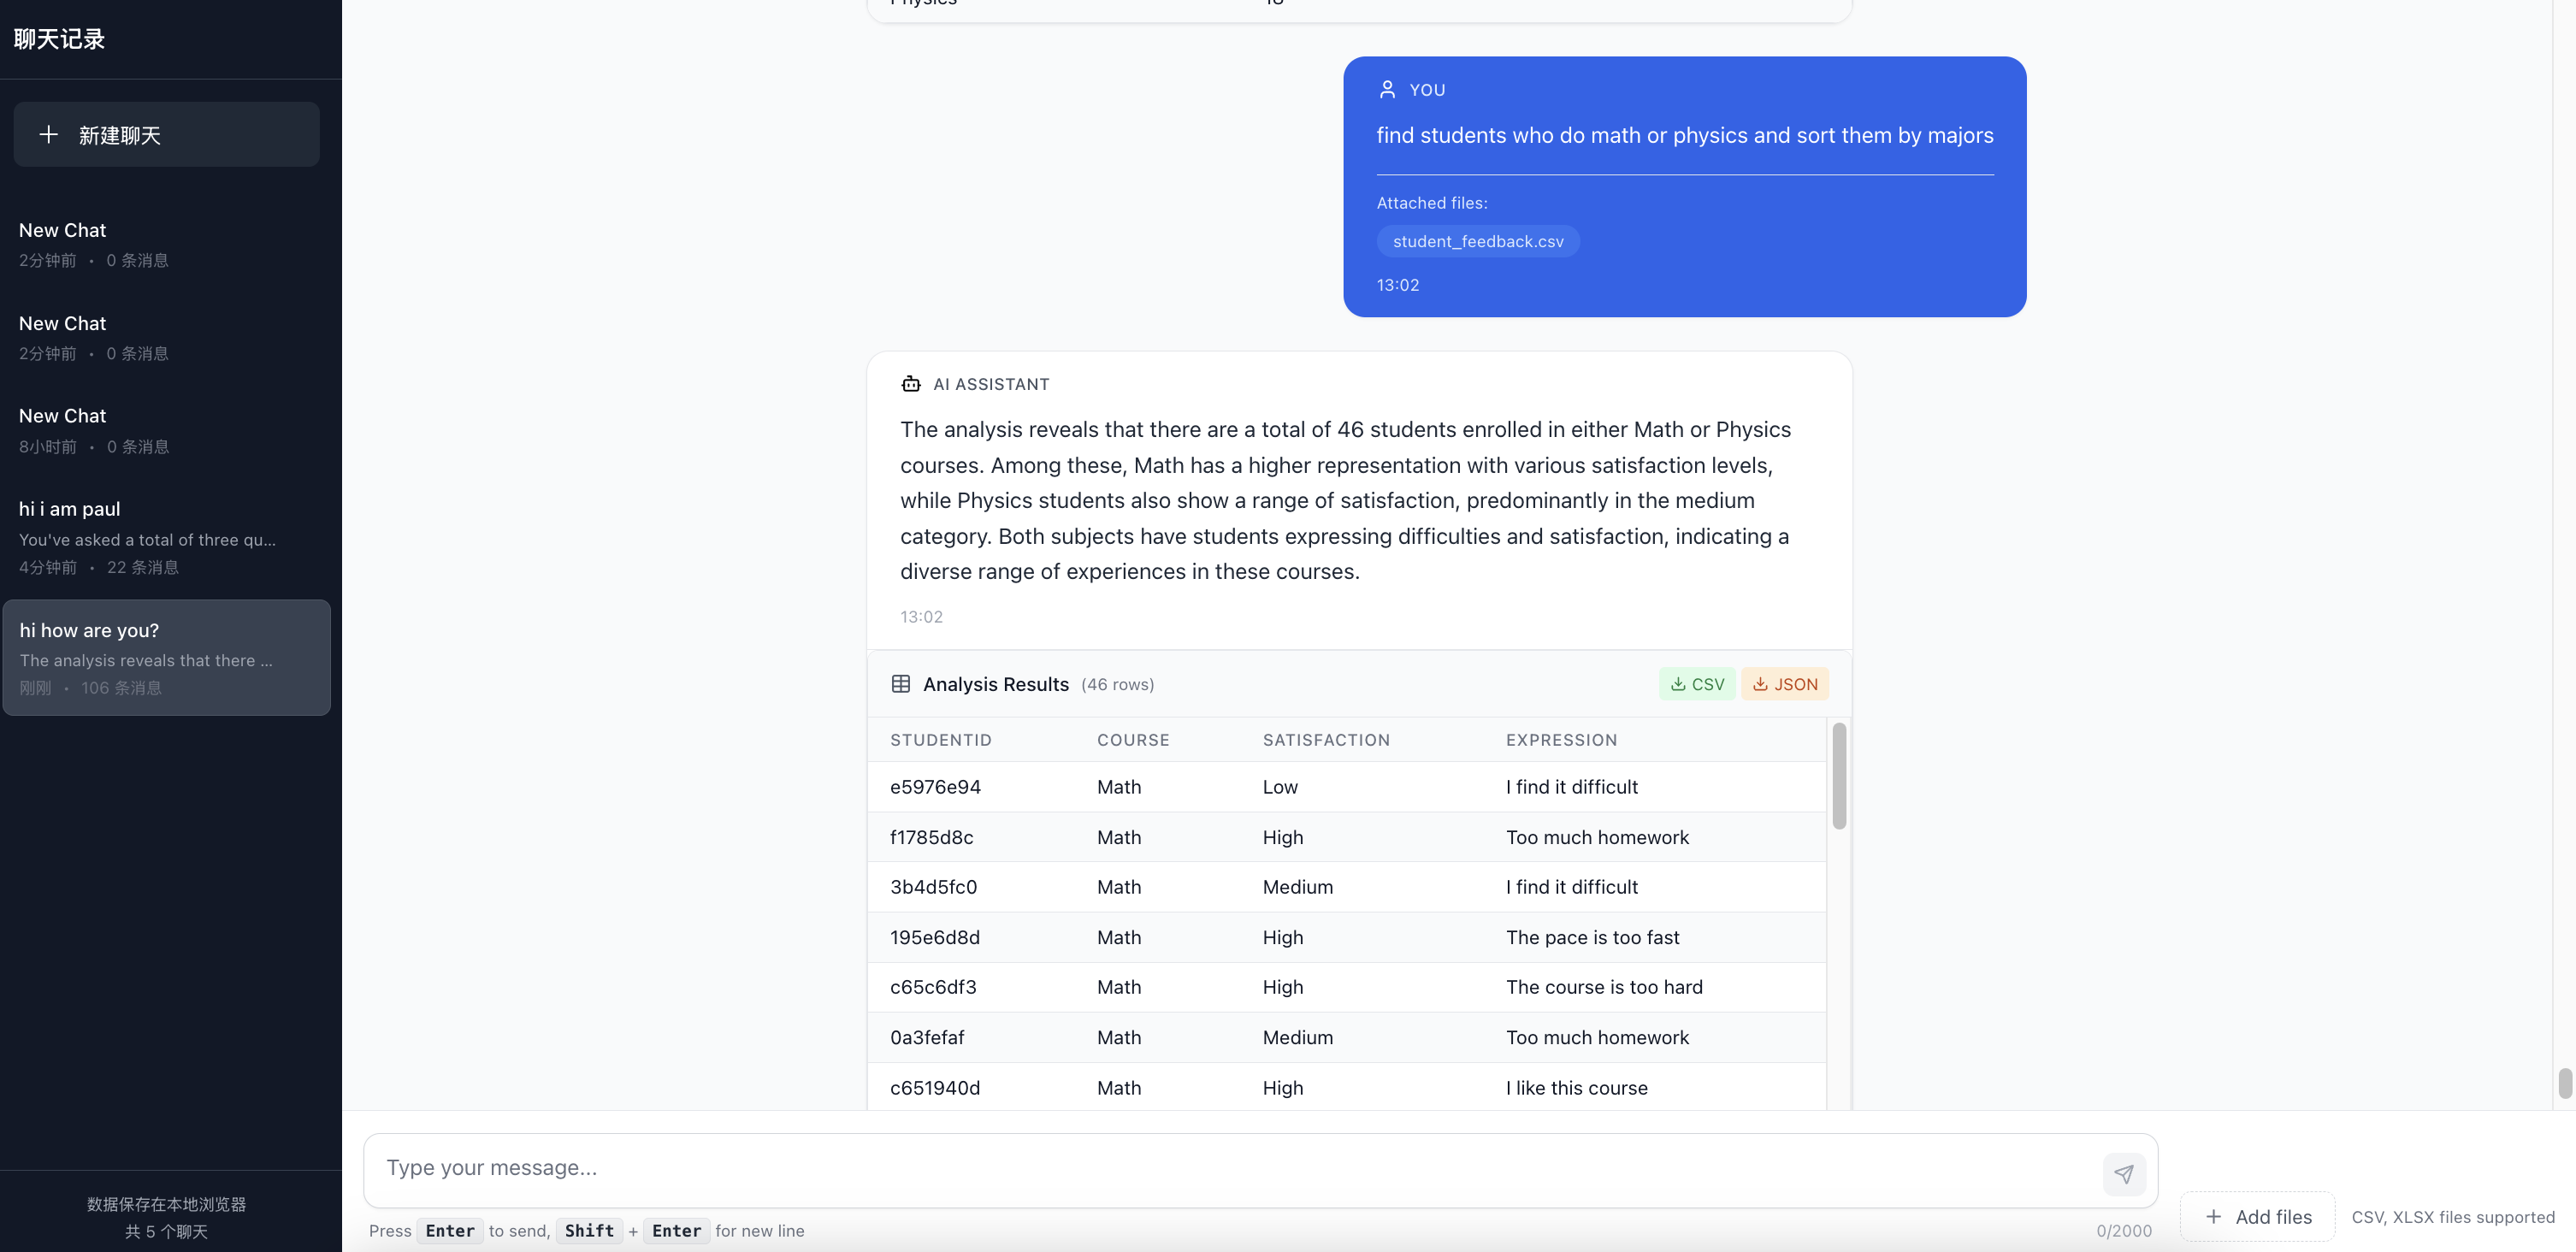 聊天记录
新建聊天
New Chat
2分钟前 • 0 条消息
New Chat
2分钟前 • 0 条消息
New Chat
8小时前 • 0 条消息
hi i am paul
You've asked a total of three qu...
4分钟前 • 22 条消息
hi how are you?
The analysis reveals that there ...
刚刚 • 106 条消息
数据保存在本地浏览器
共 5 个聊天
Physics 18
YOU
find students who do math or physics and sort them by majors
Attached files:
student_feedback.csv
13:02
AI ASSISTANT
The analysis reveals that there are a total of 46 students enrolled in either Math or Physics
courses. Among these, Math has a higher representation with various satisfaction levels,
while Physics students also show a range of satisfaction, predominantly in the medium
category. Both subjects have students expressing difficulties and satisfaction, indicating a
diverse range of experiences in these courses.
13:02
Analysis Results (46 rows) CSV JSON
STUDENTID COURSE SATISFACTION EXPRESSION
e5976e94 Math Low I find it difficult
f1785d8c Math High Too much homework
3b4d5fc0 Math Medium I find it difficult
195e6d8d Math High The pace is too fast
c65c6df3 Math High The course is too hard
0a3fefaf Math Medium Too much homework
c651940d Math High I like this course
Type your message...
Press Enter to send, Shift + Enter for new line
0/2000
Add files
CSV, XLSX files supported